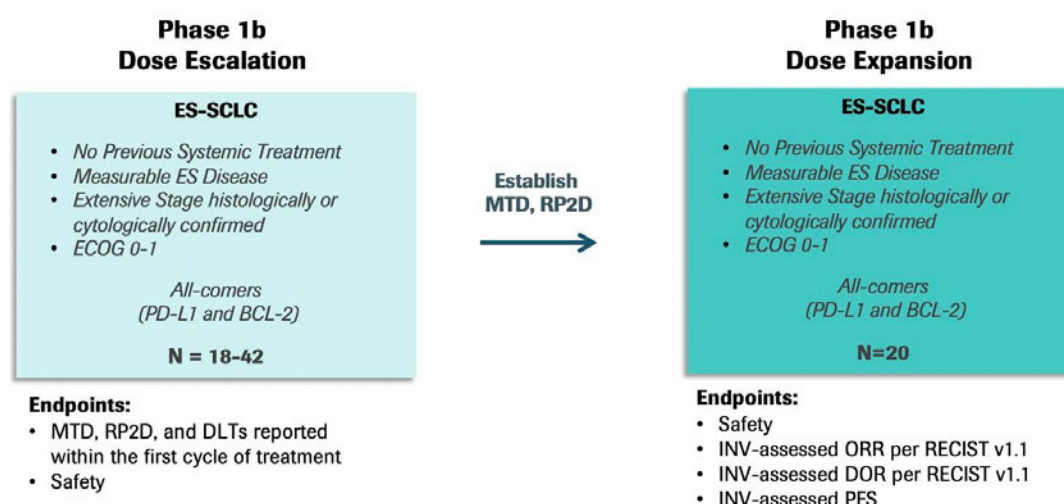 Phase 1b
Dose Escalation
ES-SCLC
• No Previous Systemic Treatment
• Measurable ES Disease
• Extensive Stage histologically or
cytologically confirmed
• ECOG 0-1
All-comers
(PD-L1 and BCL-2)
N = 18-42
Endpoints:
• MTD, RP2D, and DLTs reported
within the first cycle of treatment
• Safety
Establish
MTD, RP2D
Phase 1b
Dose Expansion
ES-SCLC
• No Previous Systemic Treatment
• Measurable ES Disease
• Extensive Stage histologically or
cytologically confirmed
• ECOG 0-1
All-comers
(PD-L1 and BCL-2)
N=20
Endpoints:
• Safety
• INV-assessed ORR per RECIST v1.1
• INV-assessed DOR per RECIST v1.1
• INV-assessed PFS